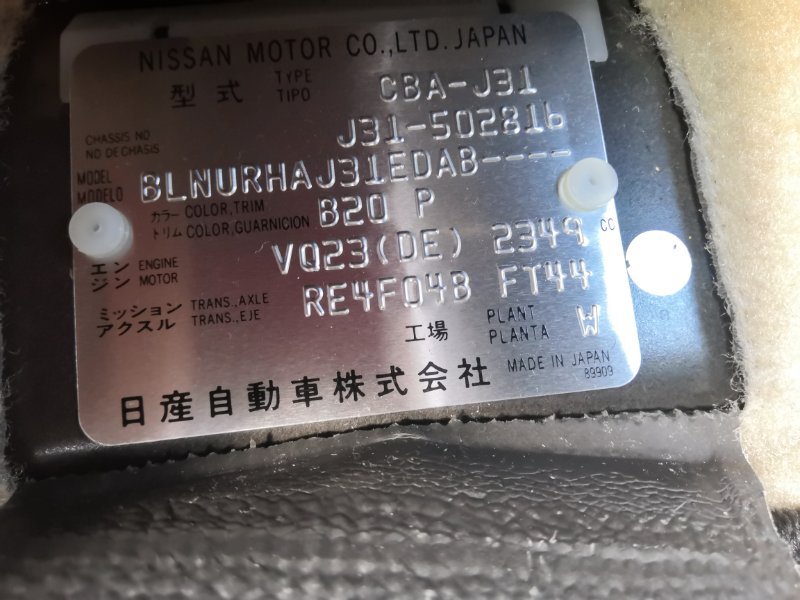 NISSAN MOTOR CO.,LTD. JAPAN
型式 TYPE TIPO CBA-J31
CHASSIS NO NO DE CHASIS J31-502816
MODEL MODELO BLNURHAJ31EDAB----
カラー COLOR,TRIM トリム COLOR,GUARNICION B20 P
エンジン ENGINE MOTOR VQ23(DE) 2349 CC
ミッション アクスル TRANS.,AXLE TRANS.,EJE RE4F04B FT44
工場 PLANT PLANTA W
日産自動車株式会社 MADE IN JAPAN
89909